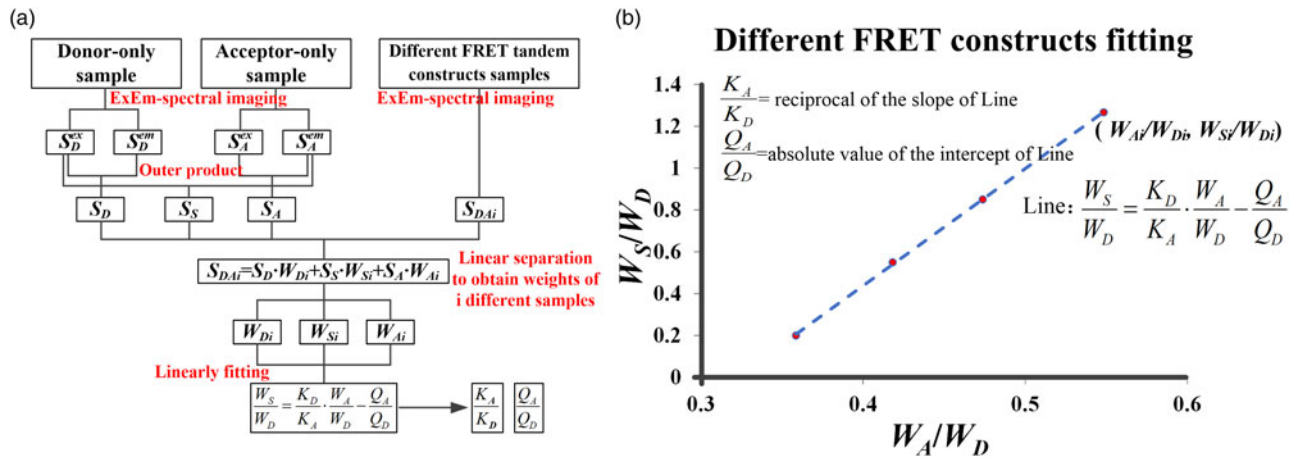 (a)
Donor-only
sample
Acceptor-only
sample
Different FRET tandem
constructs samples
ExEm-spectral imaging
ExEm-spectral imaging
S_D^ex
S_D^em
S_A^ex
S_A^em
Outer product
S_D
S_S
S_A
S_DAi
S_DAi=S_D·W_Di+S_S·W_Si+S_A·W_Ai
Linear separation
to obtain weights of
i different samples
W_Di
W_Si
W_Ai
Linearly fitting
W_S/W_D = K_D/K_A · W_A/W_D − Q_A/Q_D
K_A/K_D
Q_A/Q_D
(b)
Different FRET constructs fitting
K_A/K_D = reciprocal of the slope of Line
Q_A/Q_D =absolute value of the intercept of Line
( W_Ai/W_Di, W_Si/W_Di)
Line: W_S/W_D = K_D/K_A · W_A/W_D − Q_A/Q_D
W_S/W_D
1.4
1.2
1
0.8
0.6
0.4
0.2
0
0.3
0.4
0.5
0.6
W_A/W_D